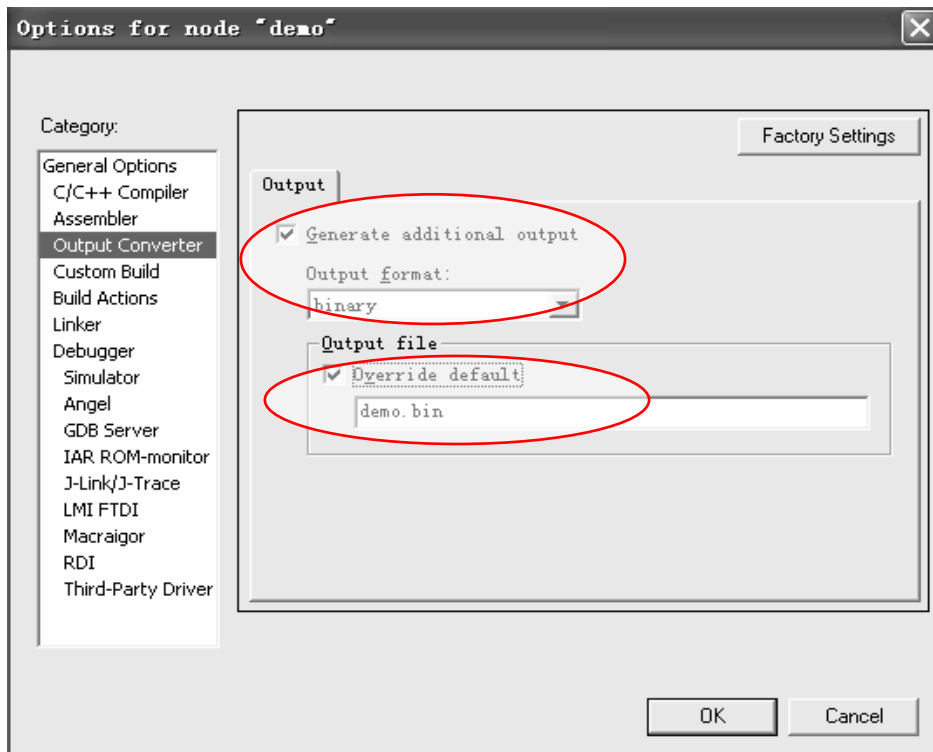 Options for node "demo"
Category:
Factory Settings
General Options
C/C++ Compiler
Assembler
Output Converter
Custom Build
Build Actions
Linker
Debugger
Simulator
Angel
GDB Server
IAR ROM-monitor
J-Link/J-Trace
LMI FTDI
Macraigor
RDI
Third-Party Driver
Output
Generate additional output
Output format:
binary
Output file
Override default
demo.bin
OK
Cancel